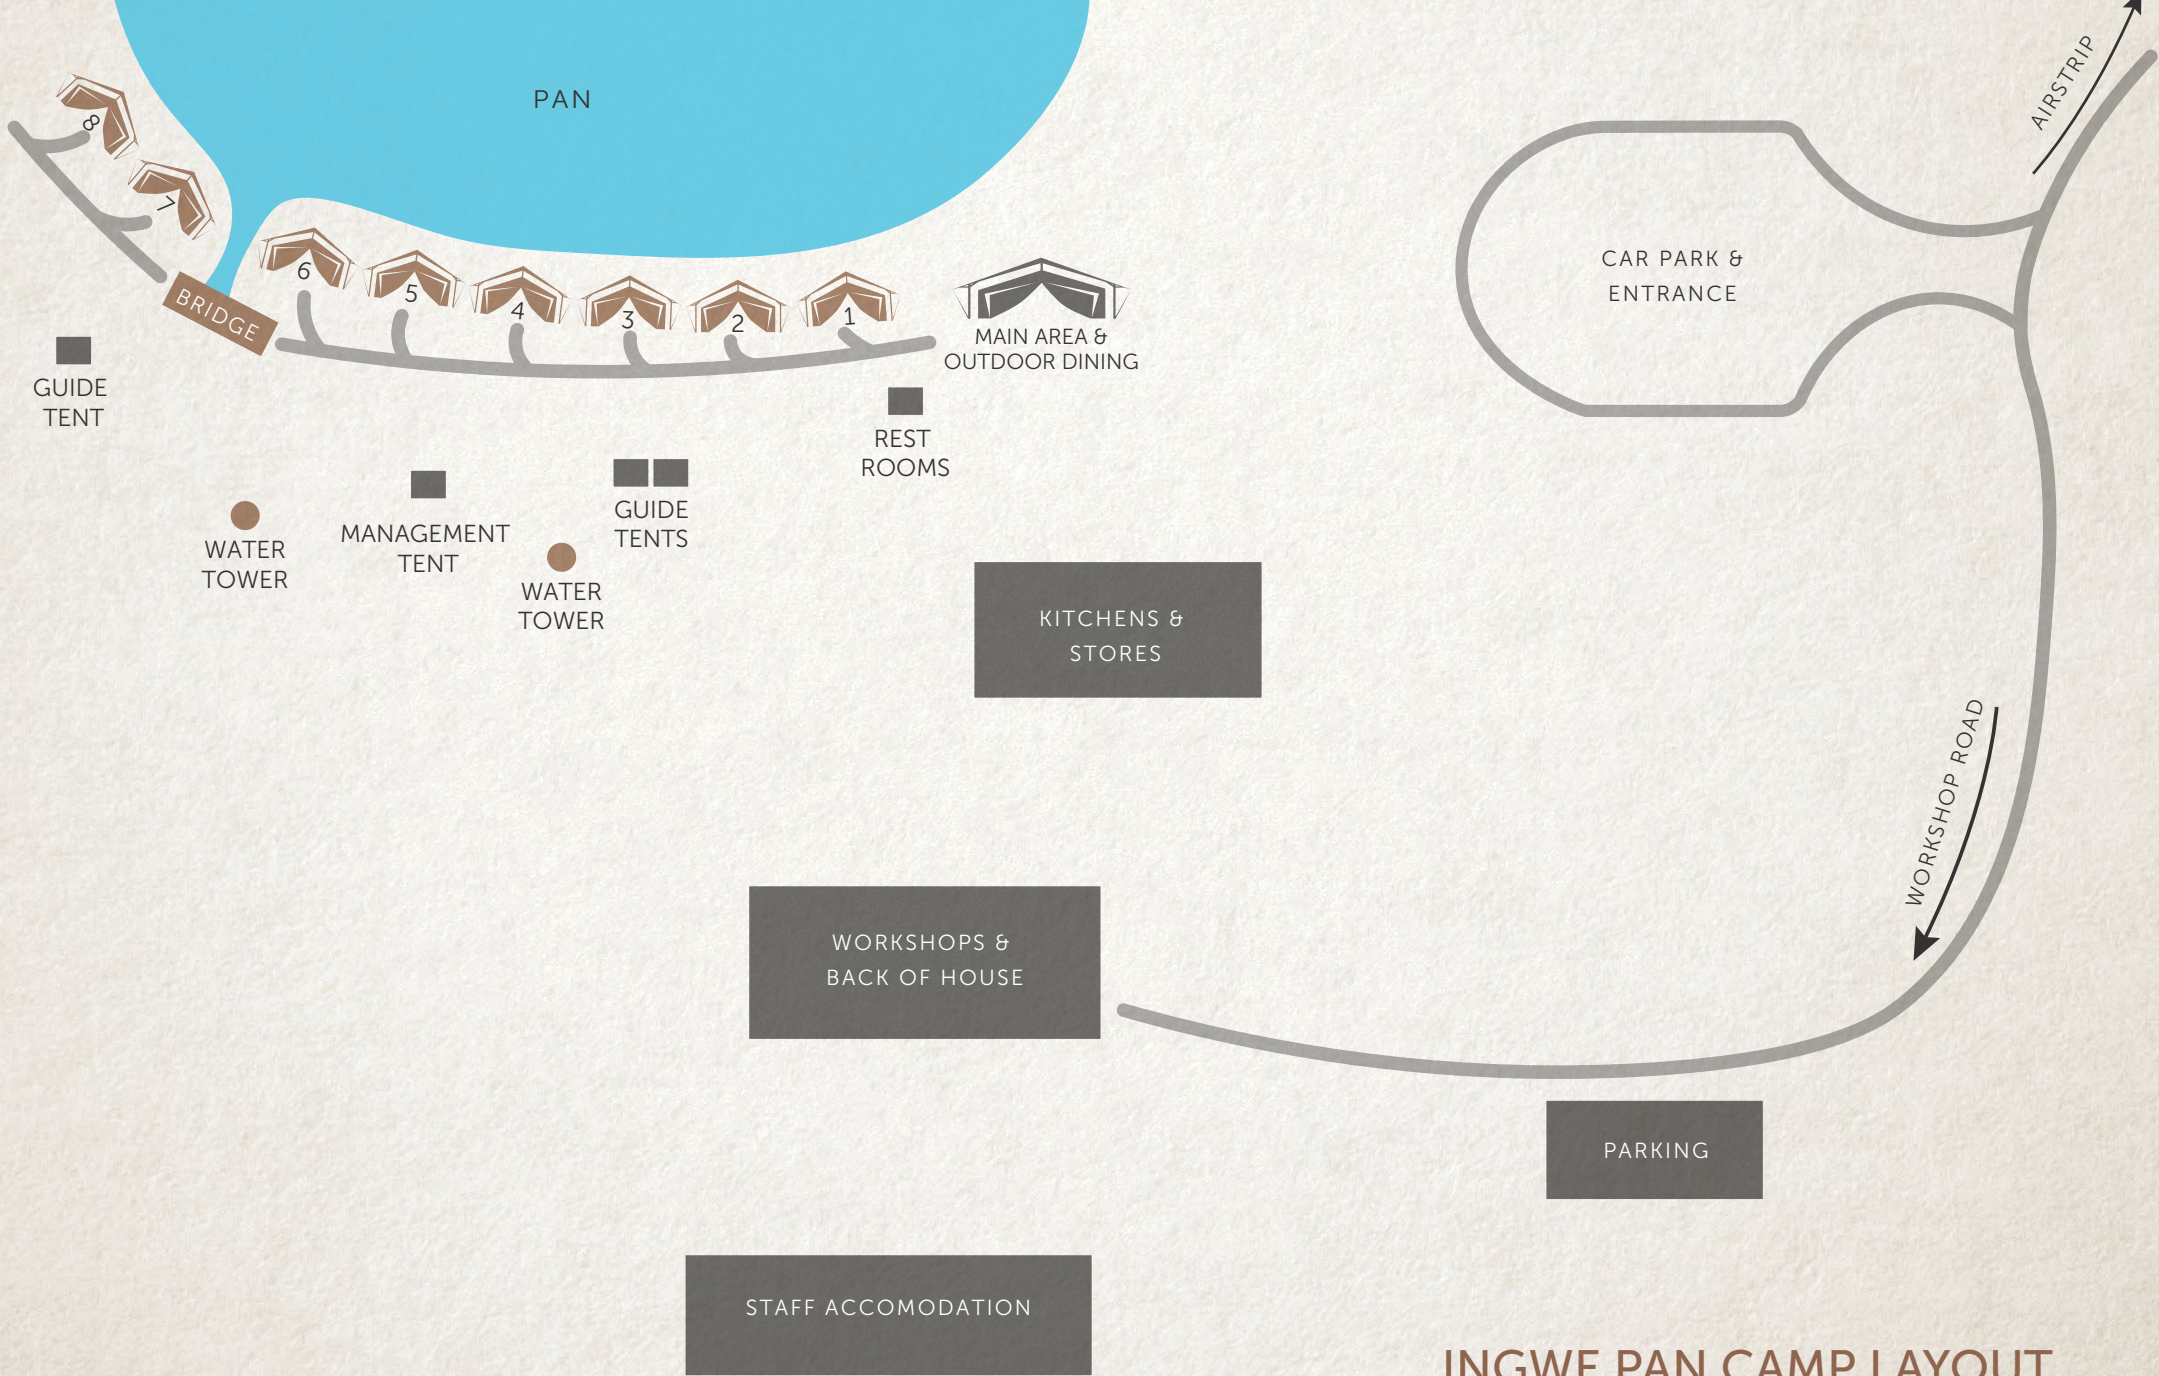 PAN
AIRSTRIP
8
7
6
5
4
3
2
1
BRIDGE
MAIN AREA &
OUTDOOR DINING
CAR PARK &
ENTRANCE
GUIDE
TENT
REST
ROOMS
MANAGEMENT
TENT
GUIDE
TENTS
WATER
TOWER
WATER
TOWER
KITCHENS &
STORES
WORKSHOP ROAD
WORKSHOPS &
BACK OF HOUSE
PARKING
STAFF ACCOMODATION
INGWE PAN CAMP LAYOUT